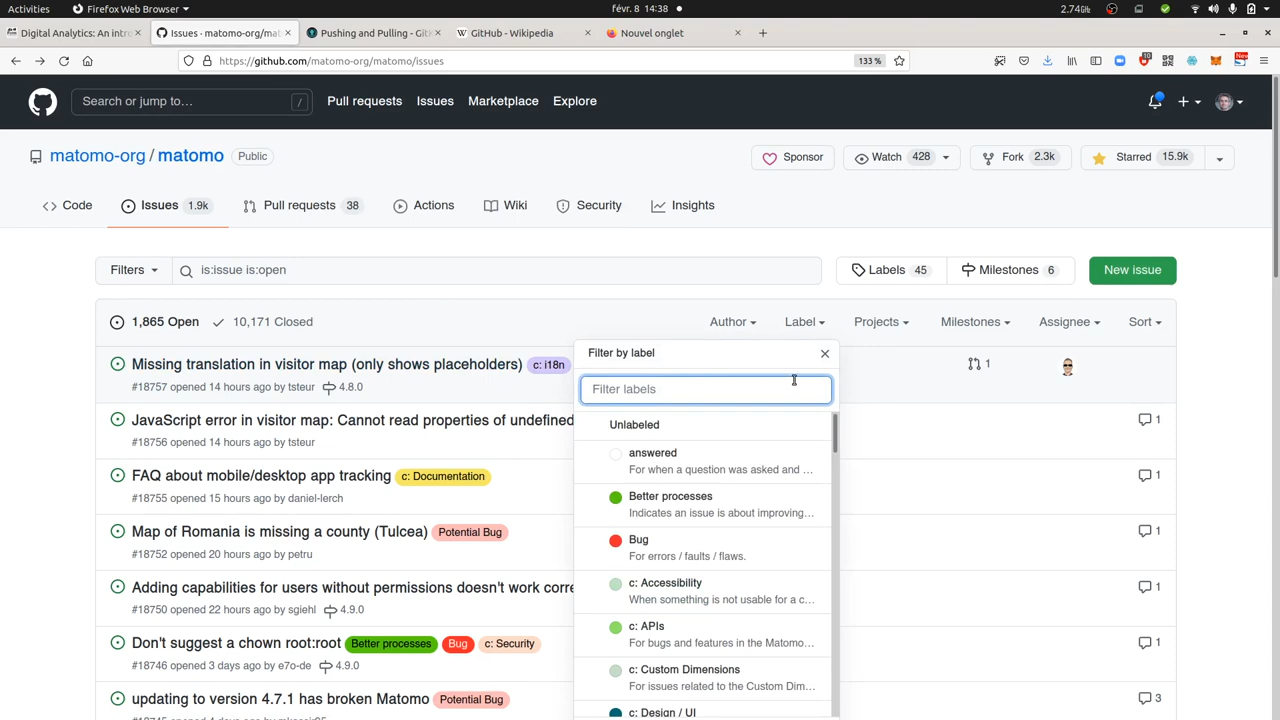 Activities Firefox Web Browser févr. 8 14:38 2.74GHz
Digital Analytics: An intr × Issues · matomo-org/mat × Pushing and Pulling - Git × GitHub - Wikipedia × Nouvel onglet × +
https://github.com/matomo-org/matomo/issues 133 %
Search or jump to... / Pull requests Issues Marketplace Explore
matomo-org / matomo Public Sponsor Watch 428 Fork 2.3k Starred 15.9k
Code Issues 1.9k Pull requests 38 Actions Wiki Security Insights
Filters is:issue is:open Labels 45 Milestones 6 New issue
1,865 Open 10,171 Closed Author Label Projects Milestones Assignee Sort
Filter by label
Missing translation in visitor map (only shows placeholders) c: i18n 1
#18757 opened 14 hours ago by tsteur 4.8.0
Filter labels
JavaScript error in visitor map: Cannot read properties of undefined 1
#18756 opened 14 hours ago by tsteur
Unlabeled
answered
For when a question was asked and ...
FAQ about mobile/desktop app tracking c: Documentation 1
#18755 opened 15 hours ago by daniel-lerch
Better processes
Indicates an issue is about improving...
Map of Romania is missing a county (Tulcea) Potential Bug 1
#18752 opened 20 hours ago by petru
Bug
For errors / faults / flaws.
Adding capabilities for users without permissions doesn't work corre 1
#18750 opened 22 hours ago by sgiehl 4.9.0
c: Accessibility
When something is not usable for a c...
Don't suggest a chown root:root Better processes Bug c: Security 1
#18746 opened 3 days ago by e7o-de 4.9.0
c: APIs
For bugs and features in the Matomo...
c: Custom Dimensions
For issues related to the Custom Dim...
updating to version 4.7.1 has broken Matomo Potential Bug 3
c: Design / UI